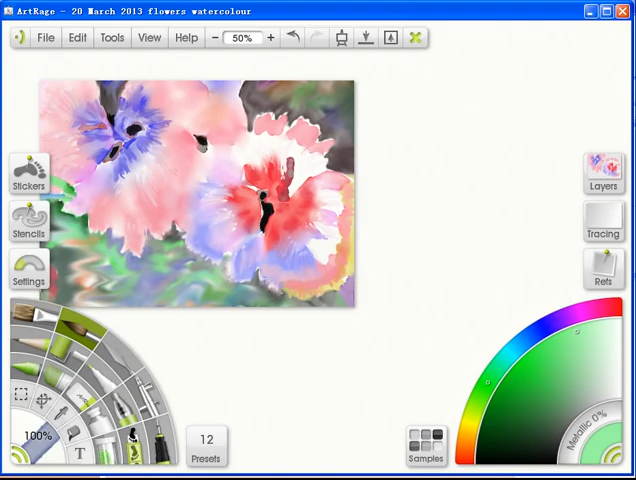 ArtRage - 20 March 2013 flowers watercolour
File Edit Tools View Help − 50% +
Stickers
Stencils
Settings
Layers
Tracing
Refs
100%
T
12
Presets
Samples
Metallic 0%